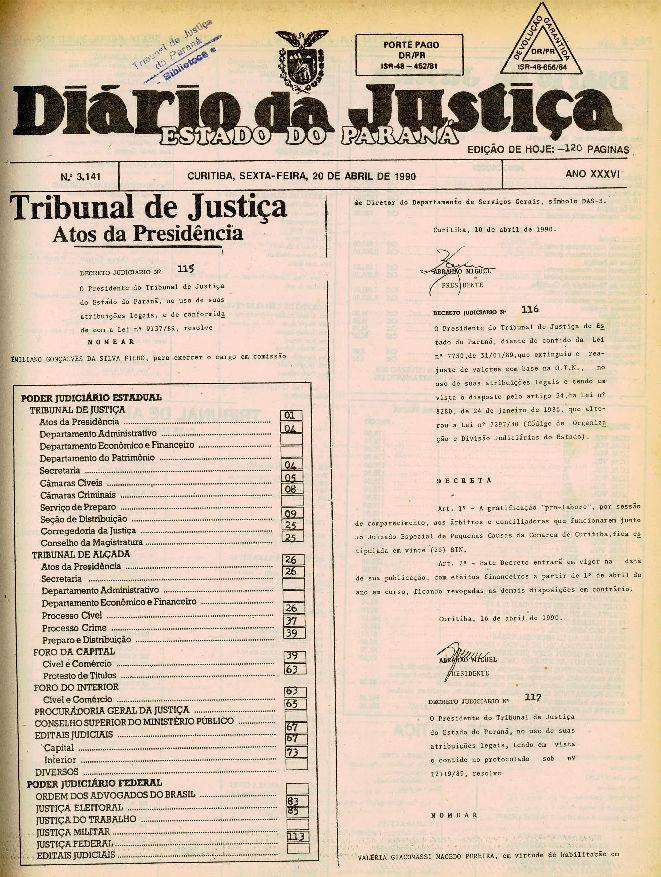 Tribunal de Justiça
do Paraná
- Biblioteca -
PORTE PAGO
DR/PR
ISR-48 - 452/81
DEVOLUÇÃO GARANTIDA
DR/PR
ISR-48-656/84
Diário da Justiça
ESTADO DO PARANÁ
EDIÇÃO DE HOJE: -120 PAGINAS
N.º 3.141
CURITIBA, SEXTA-FEIRA, 20 DE ABRIL DE 1990
ANO XXXVI
Tribunal de Justiça
Atos da Presidência
DECRETO JUDICIÁRIO Nº 115
O Presidente do Tribunal de Justiça
do Estado do Paraná, no uso de suas
atribuições legais, e de conformida
de com a Lei nº 9137/89, resolve
N O M E A R
EMILIANO GONÇALVES DA SILVA FILHO, para exercer o cargo em comissão
PODER JUDICIÁRIO ESTADUAL
TRIBUNAL DE JUSTIÇA
Atos da Presidência 01
Departamento Administrativo 04
Departamento Econômico e Financeiro
Departamento do Patrimônio
Secretaria 04
Câmaras Cíveis 05
Câmaras Criminais 08
Serviço de Preparo
Seção de Distribuição 09
Corregedoria da Justiça 25
Conselho da Magistratura 25
TRIBUNAL DE ALÇADA
Atos da Presidência 26
Secretaria 26
Departamento Administrativo
Departamento Econômico e Financeiro
Processo Cível 26
Processo Crime 37
Preparo e Distribuição 39
FORO DA CAPITAL
Cível e Comércio 39
Protesto de Títulos 63
FORO DO INTERIOR
Cível e Comércio 63
PROCURADORIA GERAL DA JUSTIÇA 65
CONSELHO SUPERIOR DO MINISTÉRIO PÚBLICO
EDITAIS JUDICIAIS 67
Capital 67
Interior 73
DIVERSOS
PODER JUDICIÁRIO FEDERAL
ORDEM DOS ADVOGADOS DO BRASIL
JUSTIÇA ELEITORAL 83
JUSTIÇA DO TRABALHO 85
JUSTIÇA MILITAR
JUSTIÇA FEDERAL 113
EDITAIS JUDICIAIS
de Diretor do Departamento de Serviços Gerais, símbolo DAS-3.
Curitiba, 10 de abril de 1990.
ABRAHÃO MIGUEL
PRESIDENTE
DECRETO JUDICIÁRIO Nº 116
O Presidente do Tribunal de Justiça do Es
tado do Paraná, diante do contido da Lei
nº 7730, de 31/01/89, que extinguiu o rea-
juste de valores com base na O.T.N., no
uso de suas atribuições legais e tendo em
vista o disposto pelo artigo 34, da Lei nº
8280, de 24 de janeiro de 1986, que alte-
rou a Lei nº 7297/80 (Código de Organiza
ção e Divisão Judiciárias do Estado).
D E C R E T A
Art. 1º - A gratificação "pro-labore", por sessão
de comparecimento, aos árbitros e conciliadores que funcionarem junto
ao Juizado Especial de Pequenas Causas da Comarca de Curitiba, fica es
tipulada em vinte (20) BTN.
Art. 2º - Este Decreto entrará em vigor na data
de sua publicação, com efeitos financeiros a partir de 1º de abril do
ano em curso, ficando revogadas as demais disposições em contrário.
Curitiba, 16 de abril de 1990.
ABRAHÃO MIGUEL
PRESIDENTE
DECRETO JUDICIÁRIO Nº 117
O Presidente do Tribunal de Justiça
do Estado do Paraná, no uso de suas
atribuições legais, tendo em vista
o contido no protocolado sob nº
12119/89, resolve
N O M E A R
VALÉRIA GIACOMASSI MACEDO PEREIRA, em virtude de habilitação em